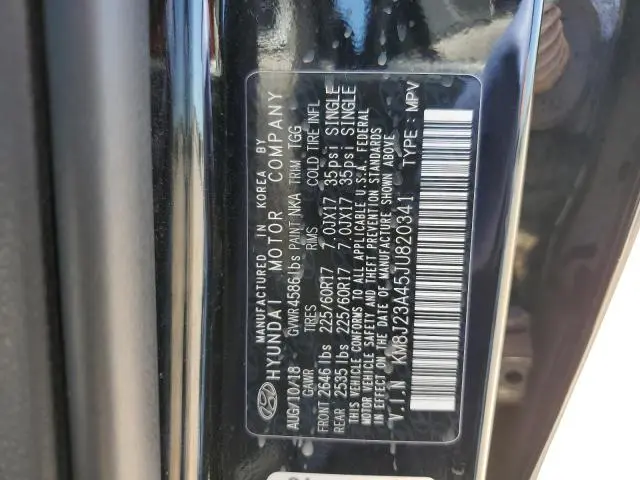 MANUFACTURED IN KOREA BY
HYUNDAI MOTOR COMPANY
AUG/10/18 GVWR 4586lbs PAINT NKA TRIM TGG
GAWR TIRES RIMS COLD TIRE INFL
FRONT 2646 lbs 225/60R17 7.0JX17 35psi SINGLE
REAR 2535 lbs 225/60R17 7.0JX17 35psi SINGLE
THIS VEHICLE CONFORMS TO ALL APPLICABLE U.S.A. FEDERAL
MOTOR VEHICLE SAFETY AND THEFT PREVENTION STANDARDS
IN EFFECT ON THE DATE OF MANUFACTURE SHOWN ABOVE
V.I.N KM8J23A45JU820341 TYPE : MPV